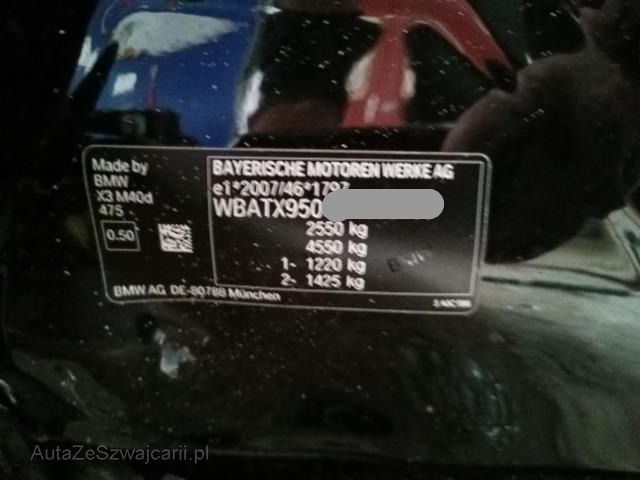 Made by
BMW
X3 M40d
475
0.50
BAYERISCHE MOTOREN WERKE AG
e1*2007/46*1797
WBATX950
2550 kg
4550 kg
1- 1220 kg
2- 1425 kg
BMW
BMW AG DE-80788 München
AutaZeSzwajcarii.pl